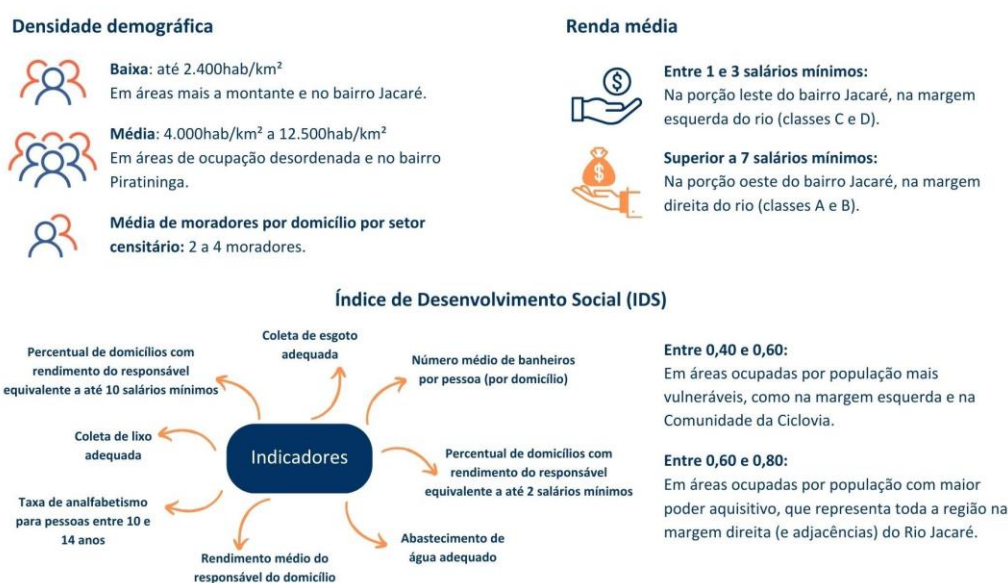 Densidade demográfica
Baixa: até 2.400hab/km²
Em áreas mais a montante e no bairro Jacaré.
Média: 4.000hab/km² a 12.500hab/km²
Em áreas de ocupação desordenada e no bairro
Piratininga.
Média de moradores por domicílio por setor
censitário: 2 a 4 moradores.
Renda média
$
Entre 1 e 3 salários mínimos:
Na porção leste do bairro Jacaré, na margem
esquerda do rio (classes C e D).
$
Superior a 7 salários mínimos:
Na porção oeste do bairro Jacaré, na margem
direita do rio (classes A e B).
Índice de Desenvolvimento Social (IDS)
Percentual de domicílios com
rendimento do responsável
equivalente a até 10 salários mínimos
Coleta de esgoto
adequada
Número médio de banheiros
por pessoa (por domicílio)
Coleta de lixo
adequada
Indicadores
Percentual de domicílios com
rendimento do responsável
equivalente a até 2 salários mínimos
Taxa de analfabetismo
para pessoas entre 10 e
14 anos
Rendimento médio do
responsável do domicílio
Abastecimento de
água adequado
Entre 0,40 e 0,60:
Em áreas ocupadas por população mais
vulneráveis, como na margem esquerda e na
Comunidade da Ciclovia.
Entre 0,60 e 0,80:
Em áreas ocupadas por população com maior
poder aquisitivo, que representa toda a região na
margem direita (e adjacências) do Rio Jacaré.